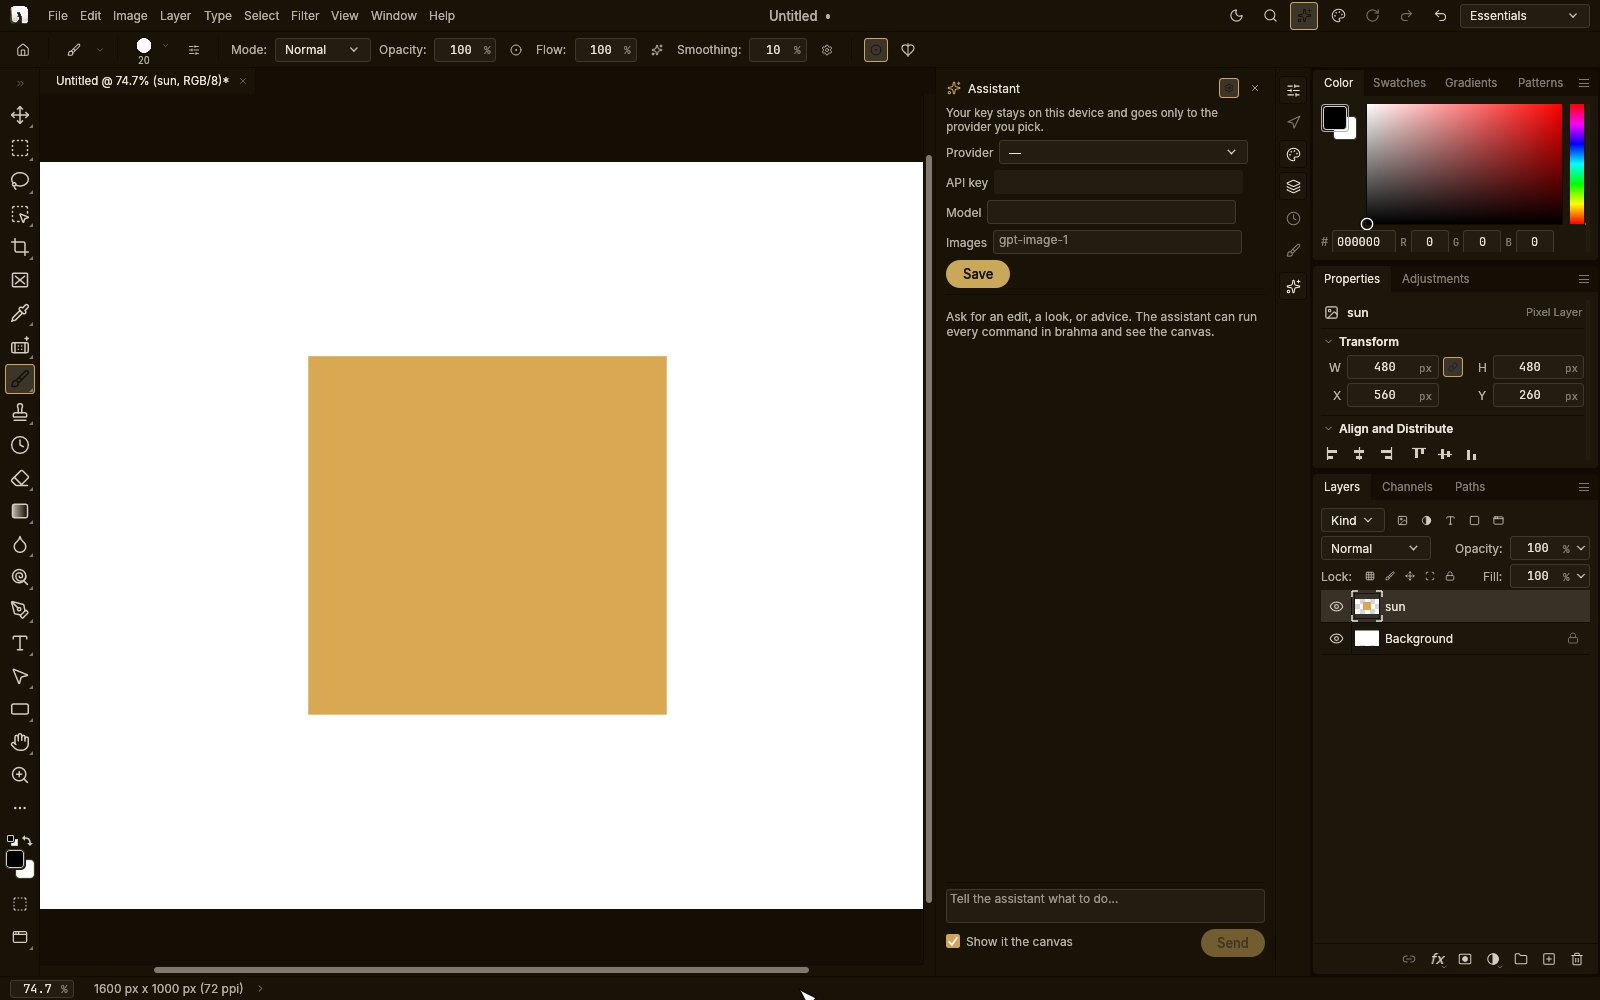 File Edit Image Layer Type Select Filter View Window Help
Untitled •
Essentials
20
Mode: Normal
Opacity: 100 %
Flow: 100 %
Smoothing: 10 %
Untitled @ 74.7% (sun, RGB/8)* ×
Assistant
Your key stays on this device and goes only to the
provider you pick.
Provider —
API key
Model
Images gpt-image-1
Save
Ask for an edit, a look, or advice. The assistant can run
every command in brahma and see the canvas.
Tell the assistant what to do...
Show it the canvas
Send
Color Swatches Gradients Patterns
# 000000 R 0 G 0 B 0
Properties Adjustments
sun Pixel Layer
Transform
W 480 px H 480 px
X 560 px Y 260 px
Align and Distribute
Layers Channels Paths
Kind
Normal Opacity: 100 %
Lock: Fill: 100 %
sun
Background
fx
74.7 % 1600 px x 1000 px (72 ppi)